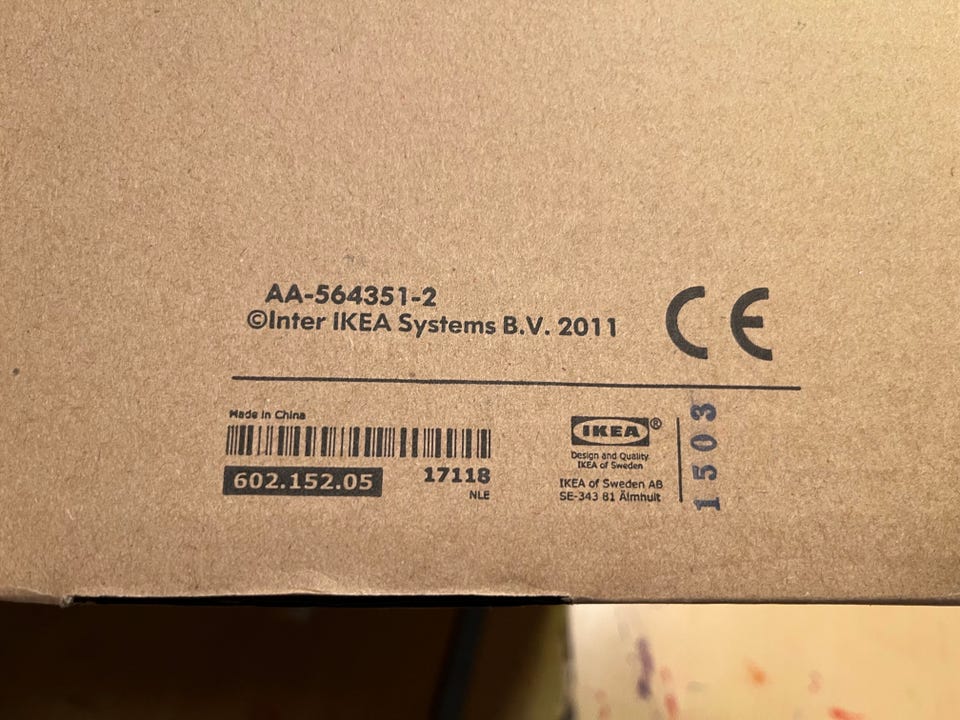 AA-564351-2
©Inter IKEA Systems B.V. 2011
CE
Made in China
602.152.05
17118
NLE
IKEA®
Design and Quality
IKEA of Sweden
IKEA of Sweden AB
SE-343 81 Älmhult
1503